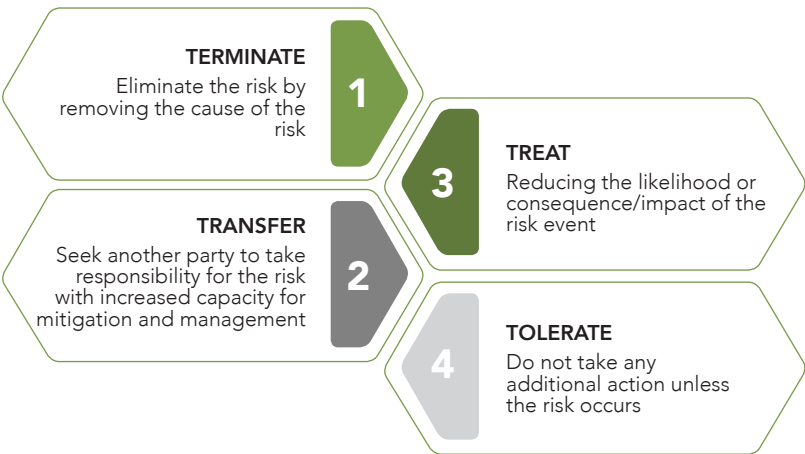 TERMINATE
Eliminate the risk by
removing the cause of the
risk
1
TRANSFER
Seek another party to take
responsibility for the risk
with increased capacity for
mitigation and management
2
3
TREAT
Reducing the likelihood or
consequence/impact of the
risk event
4
TOLERATE
Do not take any
additional action unless
the risk occurs